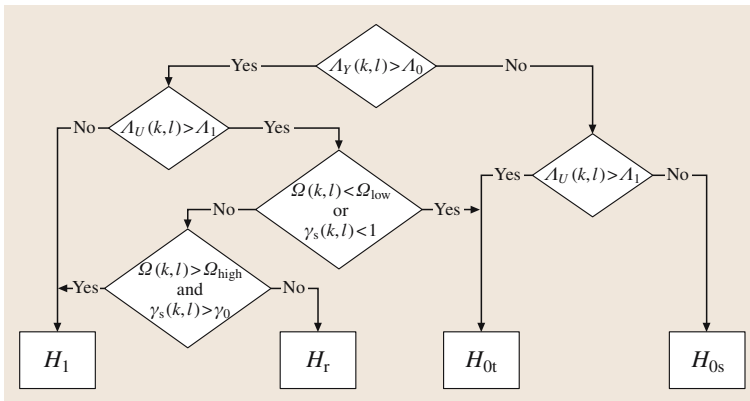 Λ_Y(k,l)>Λ_0
Yes
No
Λ_U(k,l)>Λ_1
No
Yes
Λ_U(k,l)>Λ_1
Yes
No
Ω(k,l)<Ω_low
or
γ_s(k,l)<1
No
Yes
Ω(k,l)>Ω_high
and
γ_s(k,l)>γ_0
Yes
No
H_1
H_r
H_0t
H_0s